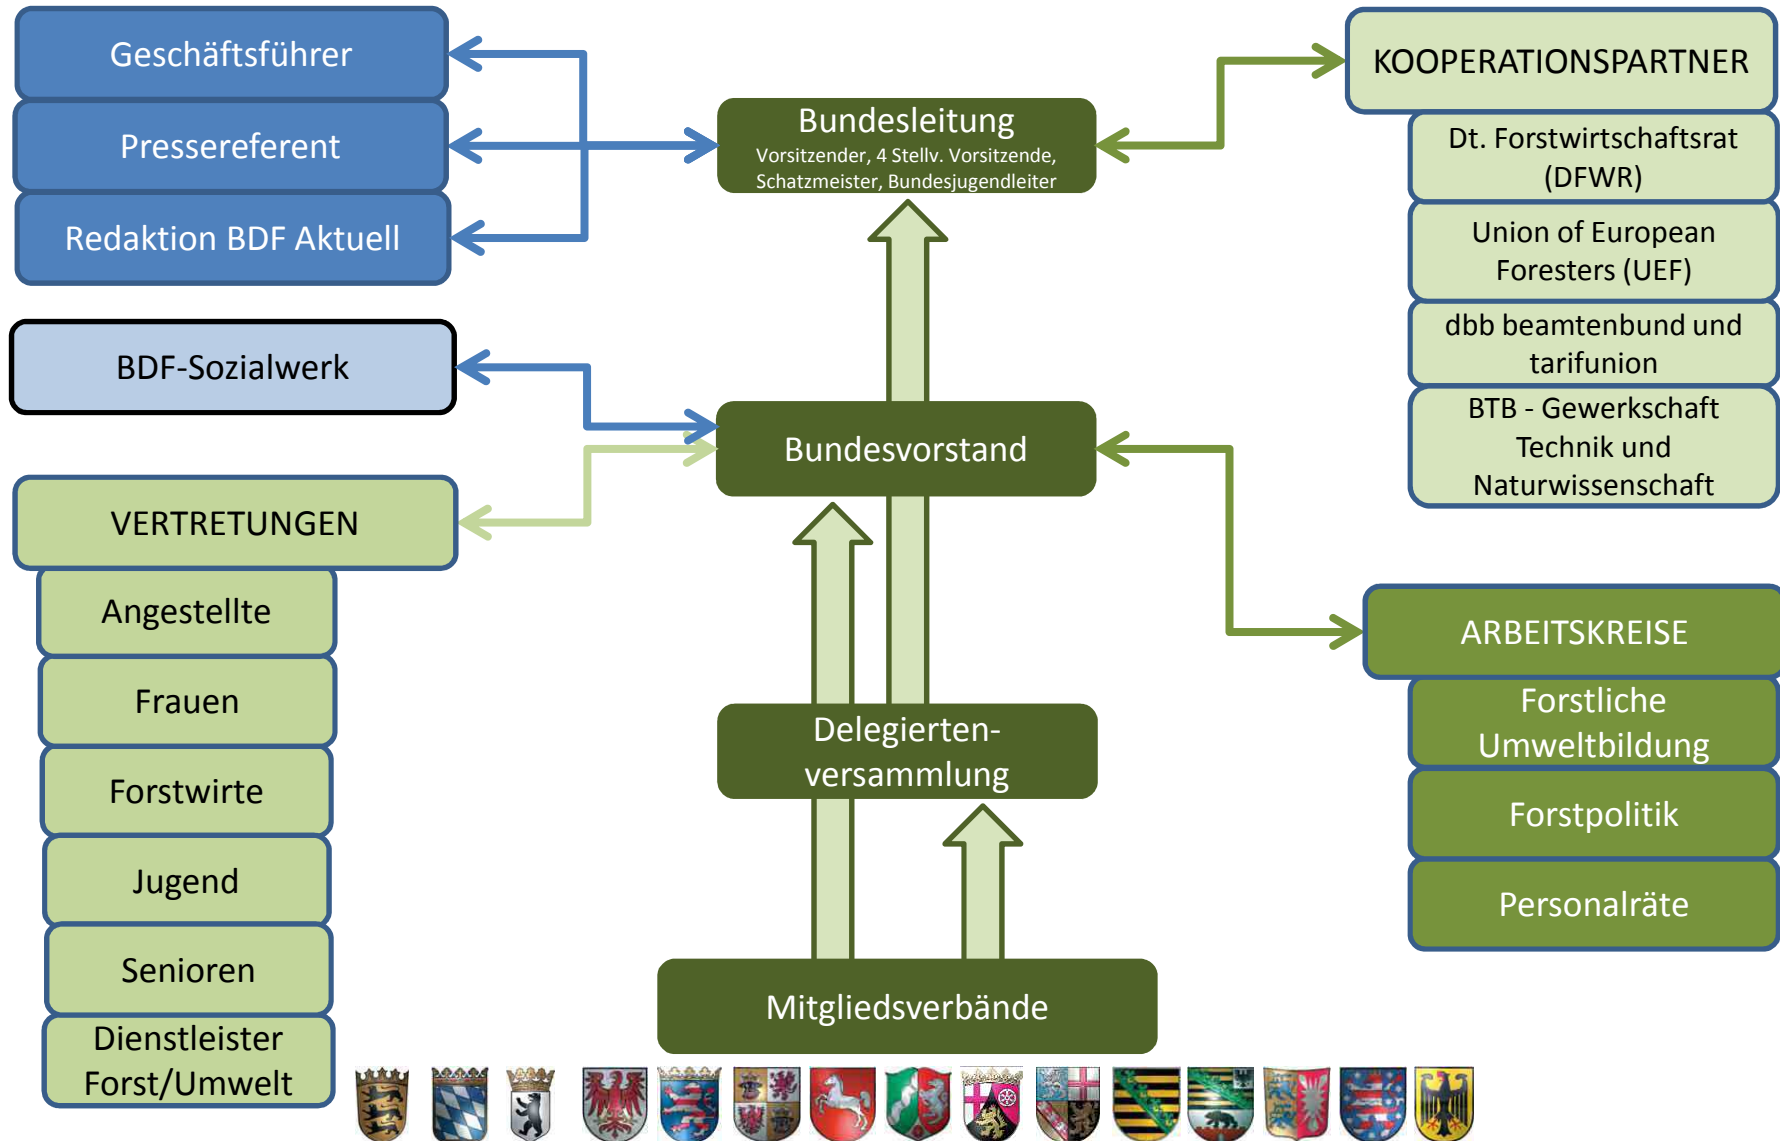 Geschäftsführer
Pressereferent
Redaktion BDF Aktuell
BDF-Sozialwerk
VERTRETUNGEN
Angestellte
Frauen
Forstwirte
Jugend
Senioren
Dienstleister
Forst/Umwelt
Bundesleitung
Vorsitzender, 4 Stellv. Vorsitzende,
Schatzmeister, Bundesjugendleiter
Bundesvorstand
Delegierten-
versammlung
Mitgliedsverbände
KOOPERATIONSPARTNER
Dt. Forstwirtschaftsrat
(DFWR)
Union of European
Foresters (UEF)
dbb beamtenbund und
tarifunion
BTB - Gewerkschaft
Technik und
Naturwissenschaft
ARBEITSKREISE
Forstliche
Umweltbildung
Forstpolitik
Personalräte